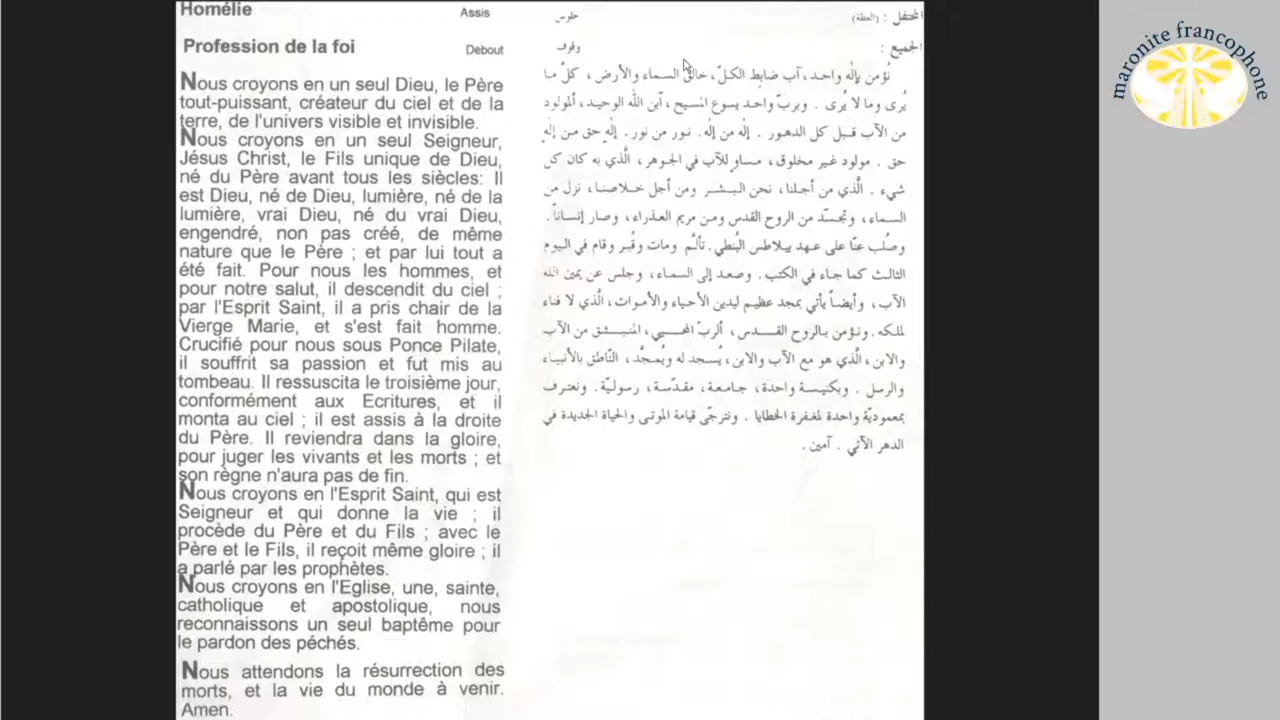 Homélie
Assis
Profession de la foi
Debout
Nous croyons en un seul Dieu, le Père
tout-puissant, créateur du ciel et de la
terre, de l'univers visible et invisible.
Nous croyons en un seul Seigneur,
Jésus Christ, le Fils unique de Dieu,
né du Père avant tous les siècles: Il
est Dieu, né de Dieu, lumière, né de la
lumière, vrai Dieu, né du vrai Dieu,
engendré, non pas créé, de même
nature que le Père ; et par lui tout a
été fait. Pour nous les hommes, et
pour notre salut, il descendit du ciel ;
par l'Esprit Saint, il a pris chair de la
Vierge Marie, et s'est fait homme.
Crucifié pour nous sous Ponce Pilate,
il souffrit sa passion et fut mis au
tombeau. Il ressuscita le troisième jour,
conformément aux Ecritures, et il
monta au ciel ; il est assis à la droite
du Père. Il reviendra dans la gloire,
pour juger les vivants et les morts ; et
son règne n'aura pas de fin.
Nous croyons en l'Esprit Saint, qui est
Seigneur et qui donne la vie ; il
procède du Père et du Fils ; avec le
Père et le Fils, il reçoit même gloire ; il
a parlé par les prophètes.
Nous croyons en l'Eglise, une, sainte,
catholique et apostolique, nous
reconnaissons un seul baptême pour
le pardon des péchés.
Nous attendons la résurrection des
morts, et la vie du monde à venir.
Amen.
المحتفل : (العظة)
جلوس
الجميع :
وقوف
نُؤمن بإلٰه واحد، آب ضابِط الكلّ، خالق السماء والأرض، كلّ ما
يُرى وما لا يُرى . وبربّ واحد يسوع المسيح، أبن الله الوحيد، ألمولود
من الآب قبل كل الدهور . إلٰه من إلٰه. نور من نور. إلٰهٍ حق من إلٰهٍ
حق . مولود غير مخلوق، مساوٍ للآب في الجوهر، الّذي به كان كل
شيء . الّذي من أجلنا، نحن البشر ومن أجل خلاصنا، نزل من
السماء، وتجسّد من الروح القدس ومن مريم العذراء، وصار إنساناً .
وصُلب عنّا على عهد بيلاطس البُنطي. تألّم ومات وقُبر وقام في اليوم
الثالث كما جاء في الكتب . وصعد إلى السماء، وجلس عن يمين الله
الآب، وأيضاً يأتي بمجد عظيم ليدين الأحياء والأموات، الّذي لا فناء
لملكه. ونؤمن بالروح القدس، ألربّ المحيي، المنبثق من الآب
والابن، الّذي هو مع الآب والابن، يُسجد له ويُمجَّد، النّاطق بالأنبياء
والرسل . وبكنيسة واحدة، جامعة، مقدّسة، رسوليّة. ونعترف
بمعموديّة واحدة لمغفرة الخطايا . ونترجّى قيامة الموتى والحياة الجديدة في
الدهر الآتي . آمين .
maronite francophone